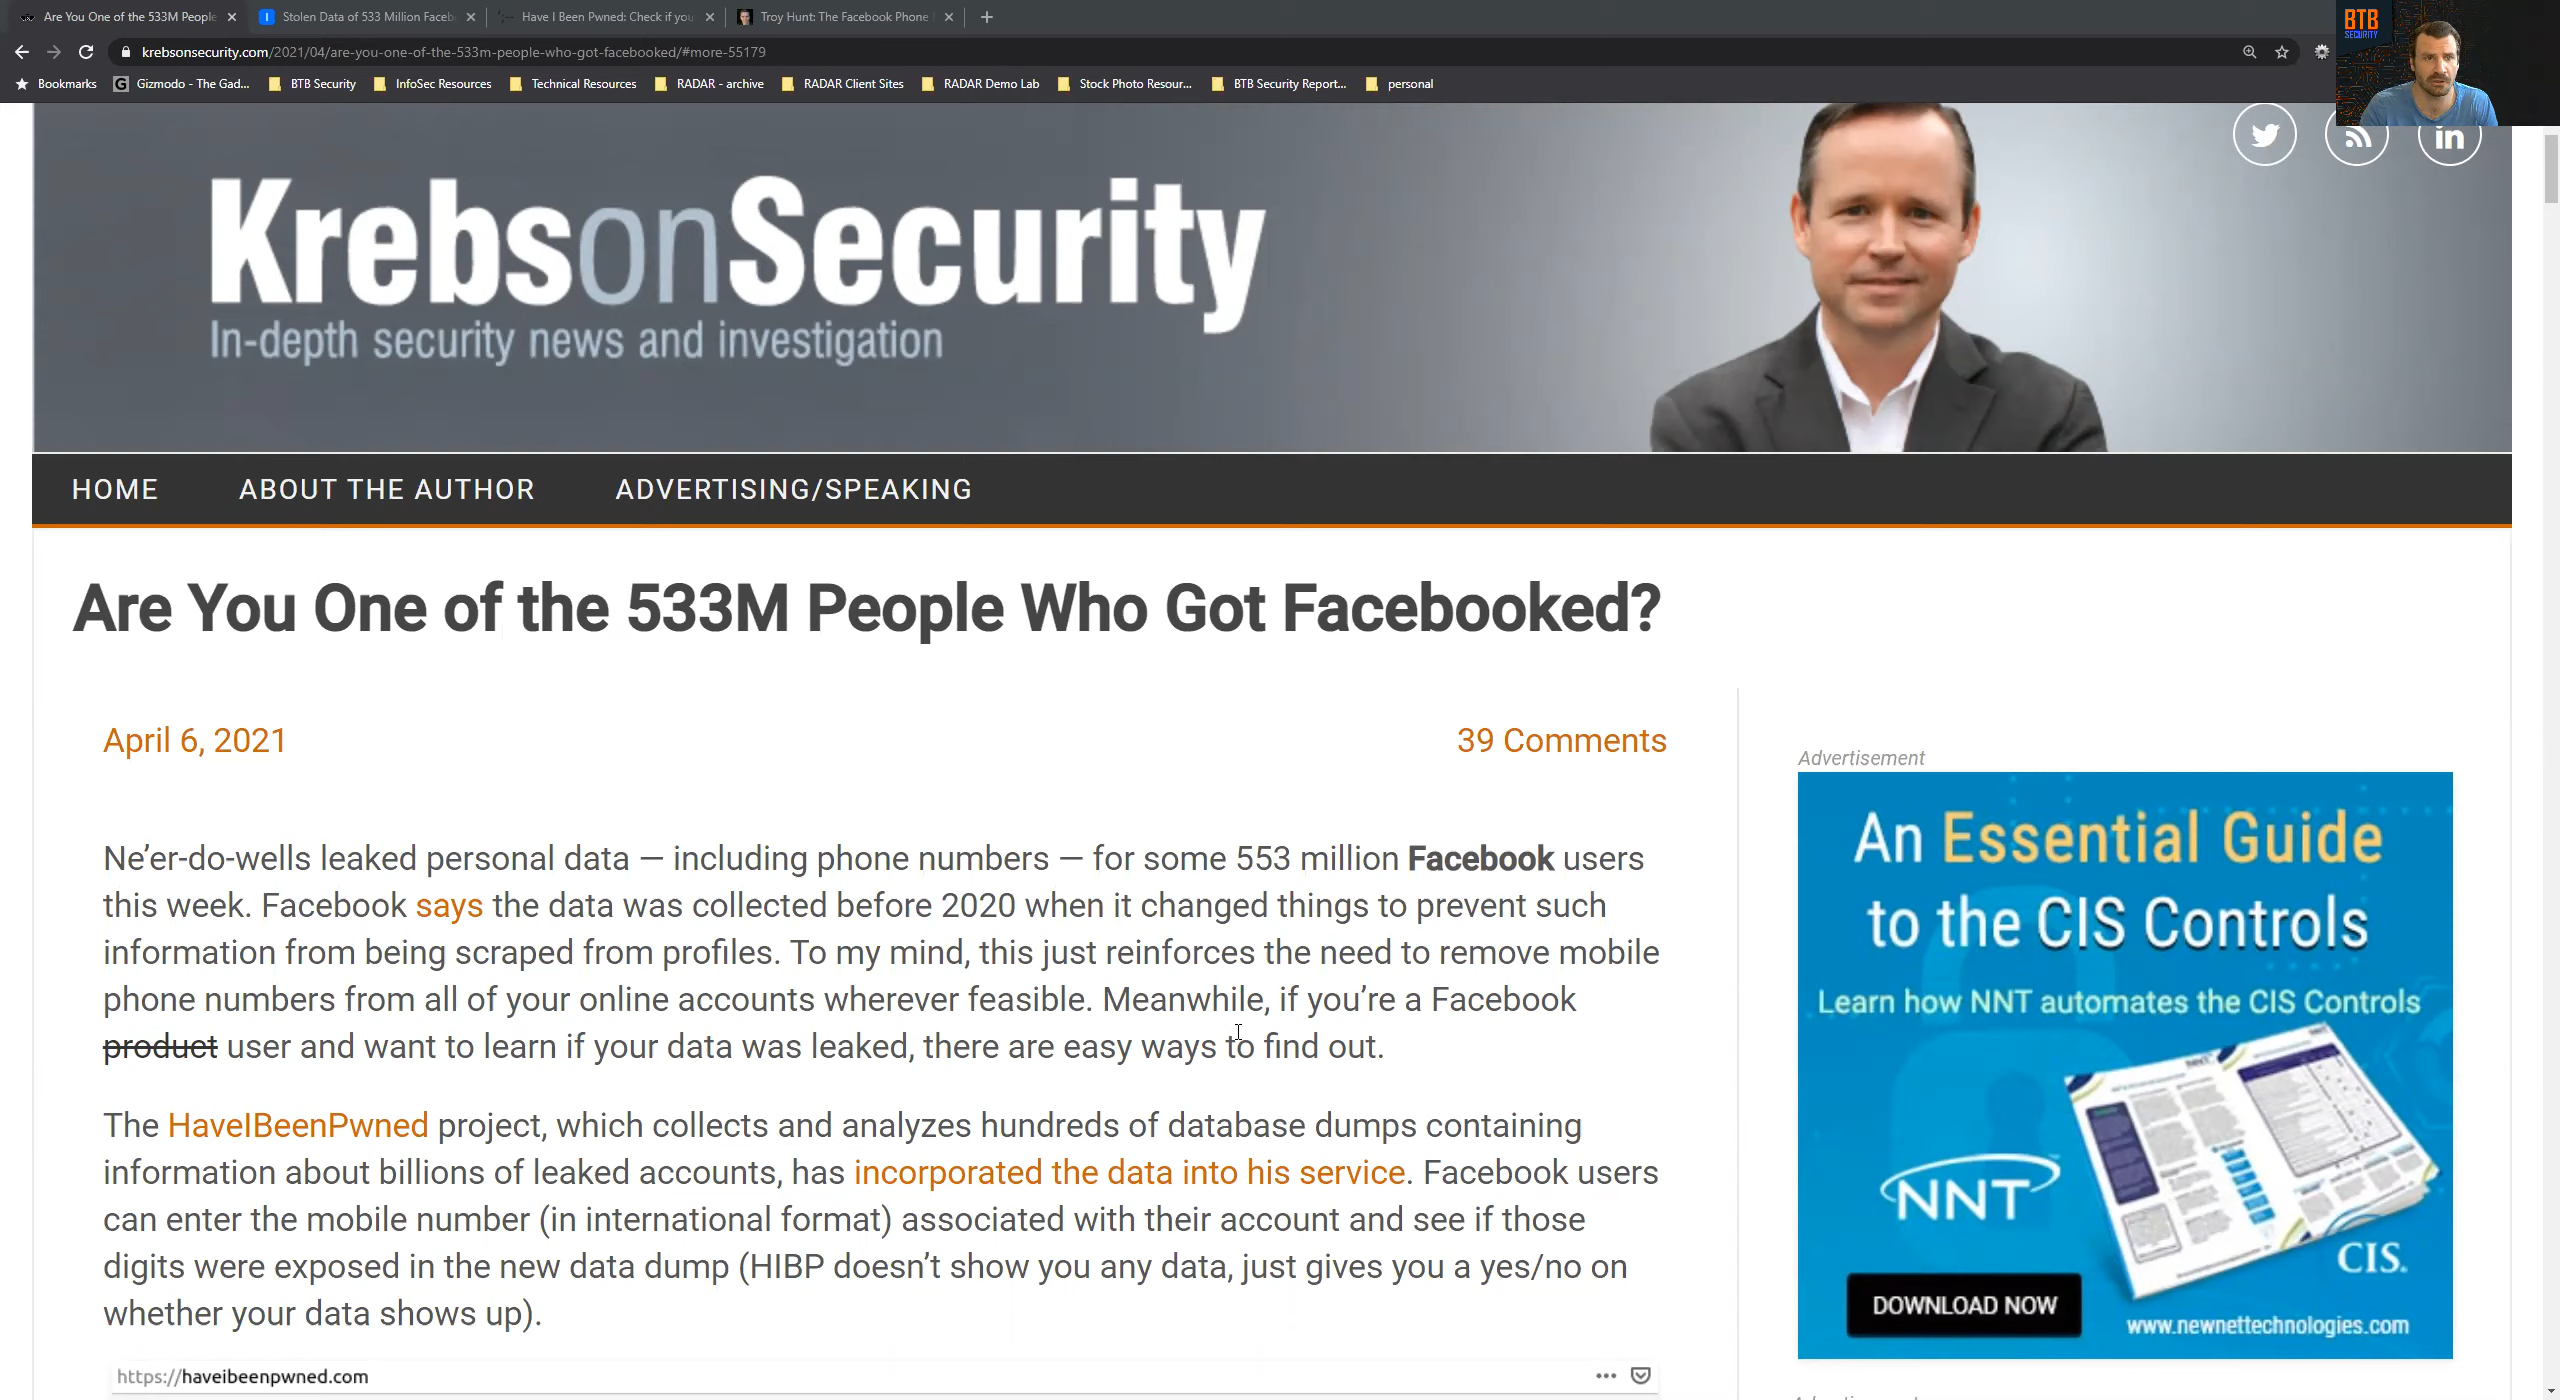 Are You One of the 533M People
Stolen Data of 533 Million Faceb
Have I Been Pwned: Check if you
Troy Hunt: The Facebook Phone
krebsonsecurity.com/2021/04/are-you-one-of-the-533m-people-who-got-facebooked/#more-55179
Bookmarks
Gizmodo - The Gad...
BTB Security
InfoSec Resources
Technical Resources
RADAR - archive
RADAR Client Sites
RADAR Demo Lab
Stock Photo Resour...
BTB Security Report...
personal
BTB
SECURITY
KrebsonSecurity
In-depth security news and investigation
in
HOME
ABOUT THE AUTHOR
ADVERTISING/SPEAKING
Are You One of the 533M People Who Got Facebooked?
April 6, 2021
39 Comments
Ne’er-do-wells leaked personal data — including phone numbers — for some 553 million Facebook users
this week. Facebook says the data was collected before 2020 when it changed things to prevent such
information from being scraped from profiles. To my mind, this just reinforces the need to remove mobile
phone numbers from all of your online accounts wherever feasible. Meanwhile, if you’re a Facebook
product user and want to learn if your data was leaked, there are easy ways to find out.
The HaveIBeenPwned project, which collects and analyzes hundreds of database dumps containing
information about billions of leaked accounts, has incorporated the data into his service. Facebook users
can enter the mobile number (in international format) associated with their account and see if those
digits were exposed in the new data dump (HIBP doesn’t show you any data, just gives you a yes/no on
whether your data shows up).
https://haveibeenpwned.com
Advertisement
An Essential Guide
to the CIS Controls
Learn how NNT automates the CIS Controls
NNT
CIS.
DOWNLOAD NOW
www.newnettechnologies.com